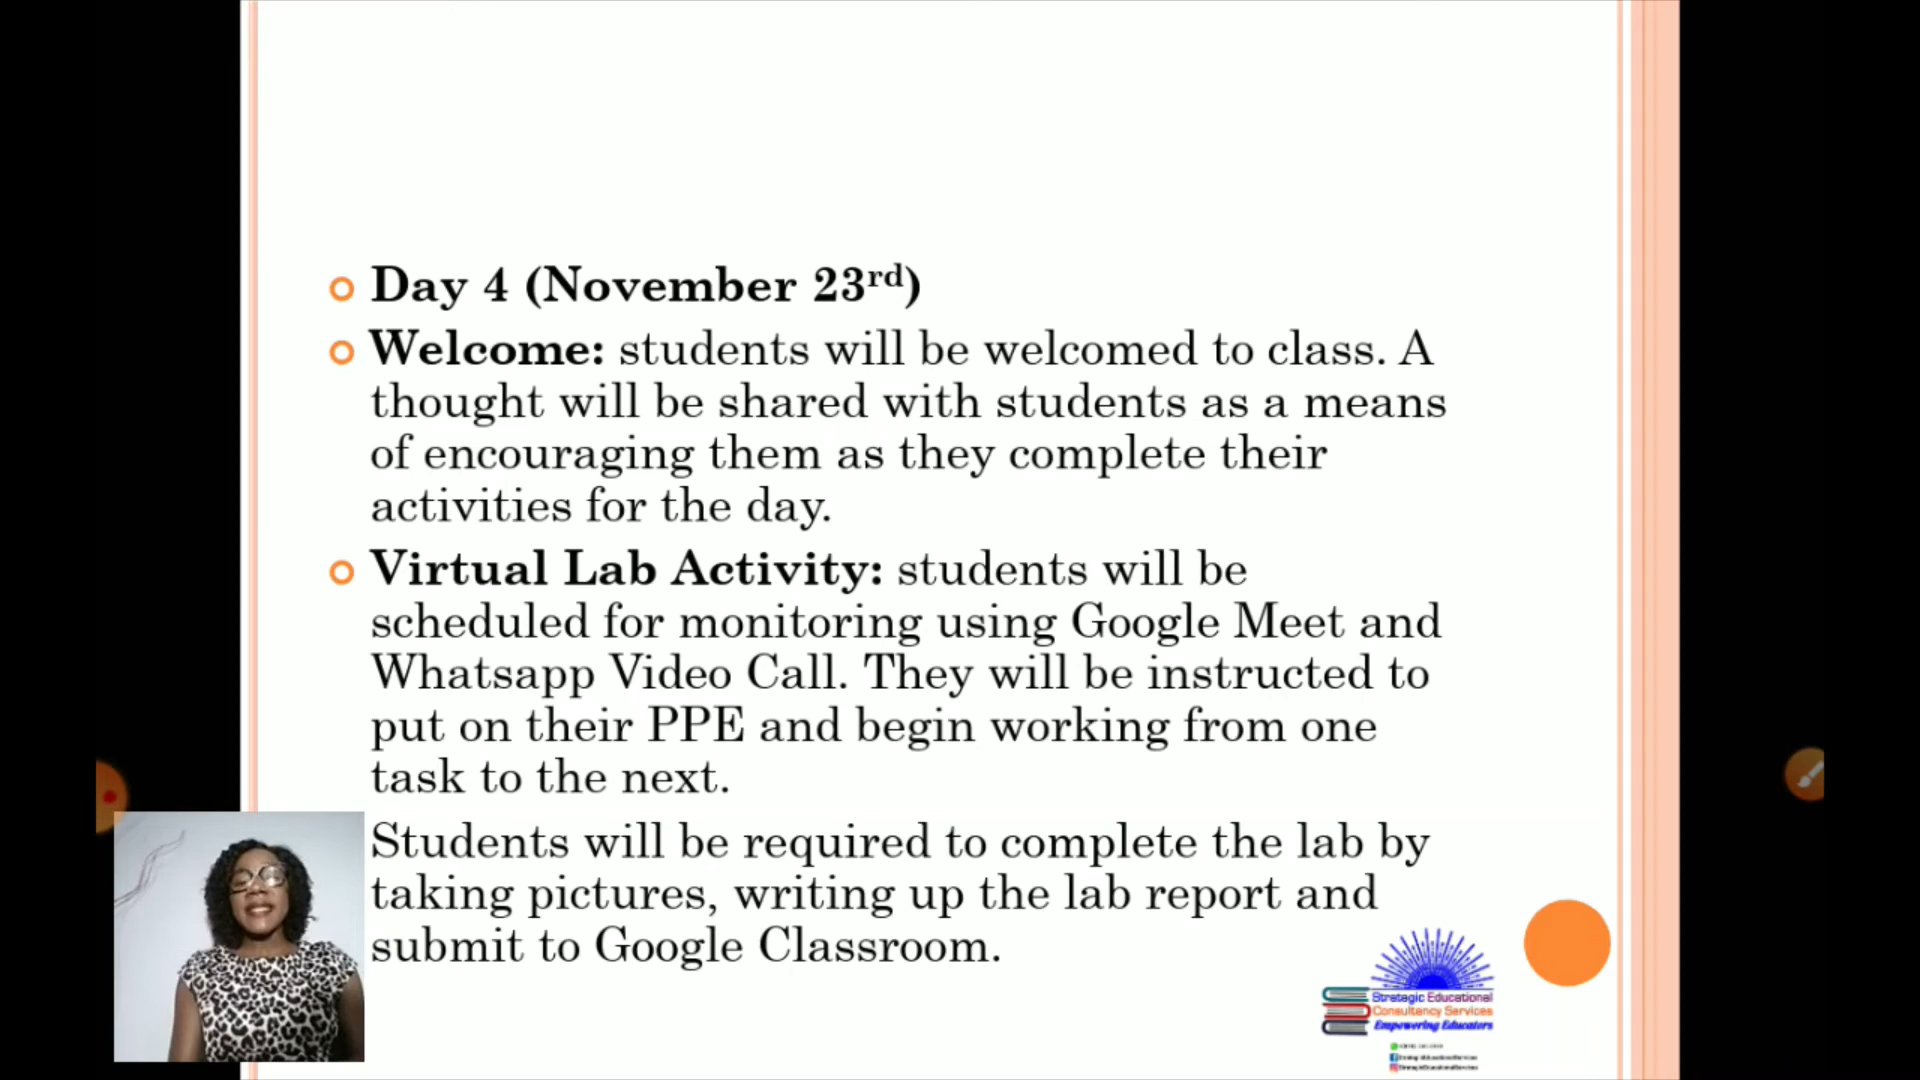 Day 4 (November 23rd)
Welcome: students will be welcomed to class. A
thought will be shared with students as a means
of encouraging them as they complete their
activities for the day.
Virtual Lab Activity: students will be
scheduled for monitoring using Google Meet and
Whatsapp Video Call. They will be instructed to
put on their PPE and begin working from one
task to the next.
Students will be required to complete the lab by
taking pictures, writing up the lab report and
submit to Google Classroom.
Strategic Educational
Consultancy Services
Empowering Educators